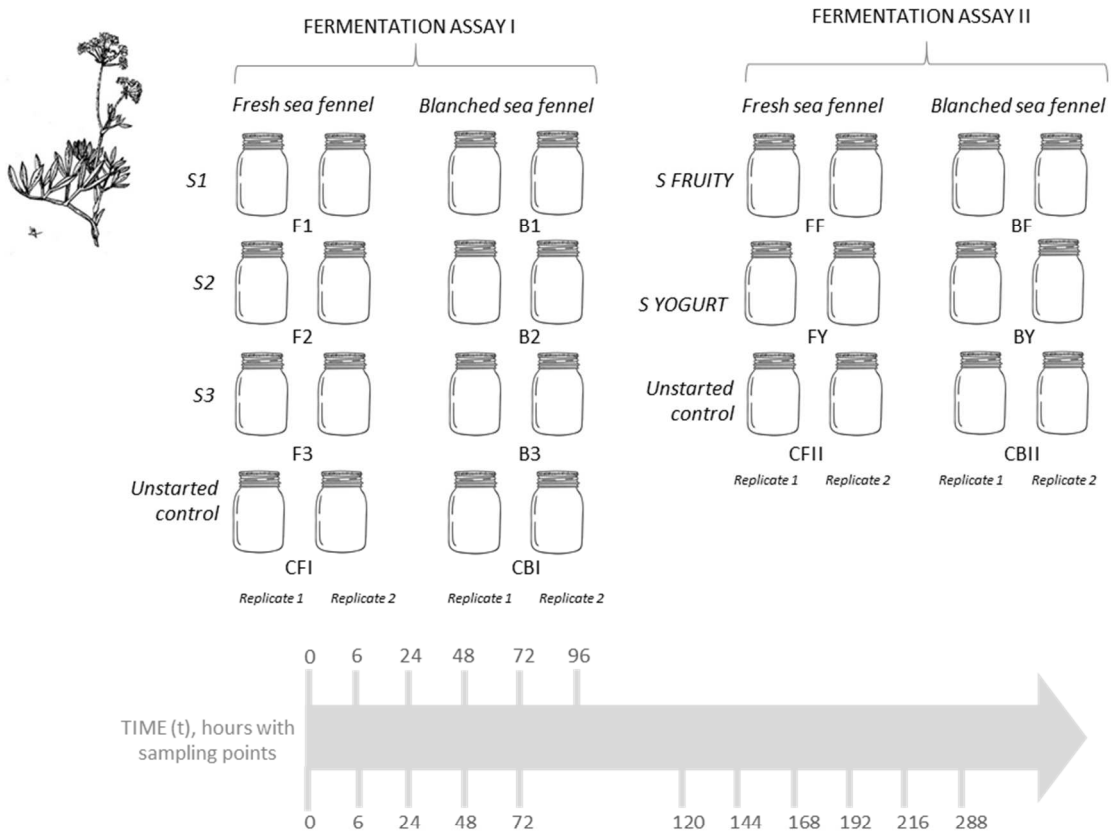 FERMENTATION ASSAY I
Fresh sea fennel Blanched sea fennel
S1
F1 B1
S2
F2 B2
S3
F3 B3
Unstarted
control
CFI CBI
Replicate 1 Replicate 2 Replicate 1 Replicate 2
FERMENTATION ASSAY II
Fresh sea fennel Blanched sea fennel
S FRUITY
FF BF
S YOGURT
FY BY
Unstarted
control
CFII CBII
Replicate 1 Replicate 2 Replicate 1 Replicate 2
0 6 24 48 72 96
TIME (t), hours with
sampling points
0 6 24 48 72 120 144 168 192 216 288